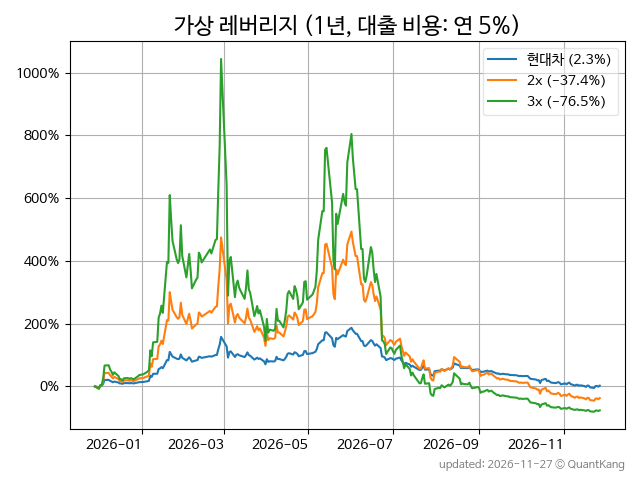 가상 레버리지 (1년, 대출 비용: 연 5%)
현대차 (2.3%)
2x (-37.4%)
3x (-76.5%)
1000%
800%
600%
400%
200%
0%
2026-01 2026-03 2026-05 2026-07 2026-09 2026-11
updated: 2026-11-27 © QuantKang